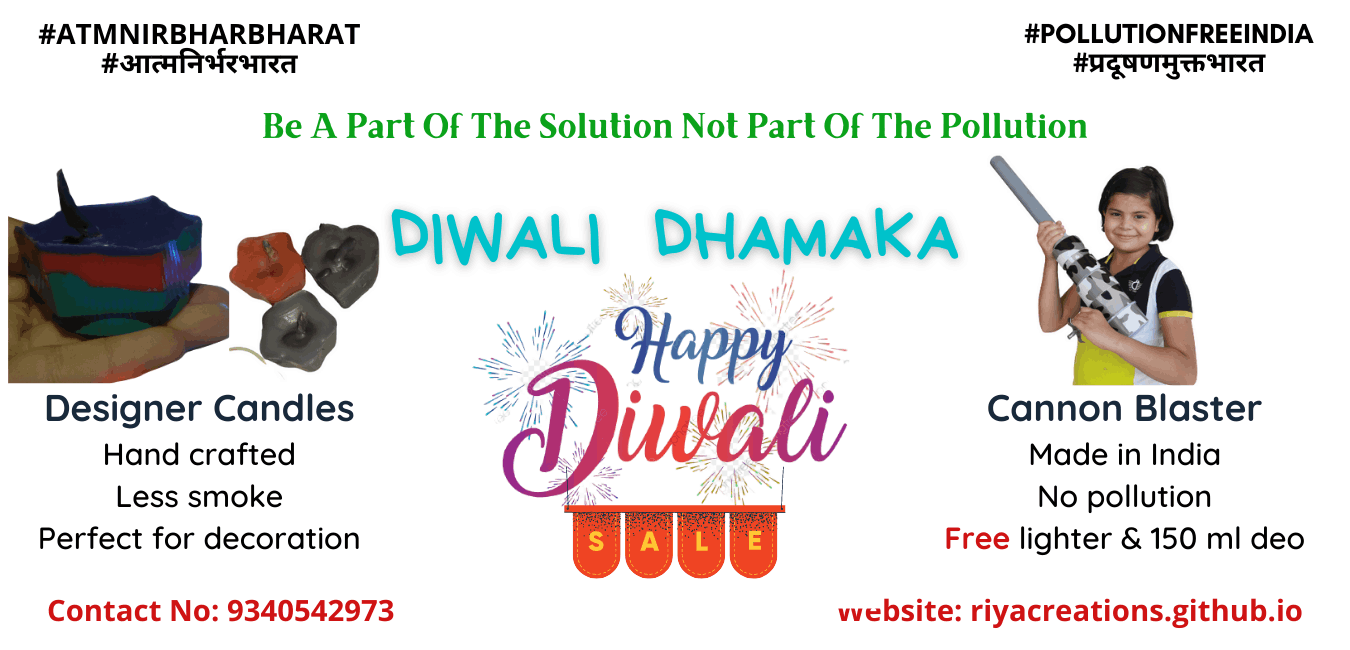 #ATMNIRBHARBHARAT
#आत्मनिर्भरभारत
#POLLUTIONFREEINDIA
#प्रदूषणमुक्तभारत
Be A Part Of The Solution Not Part Of The Pollution
DIWALI DHAMAKA
Happy
Diwali
SALE
Designer Candles
Hand crafted
Less smoke
Perfect for decoration
Cannon Blaster
Made in India
No pollution
Free lighter & 150 ml deo
Contact No: 9340542973
Website: riyacreations.github.io